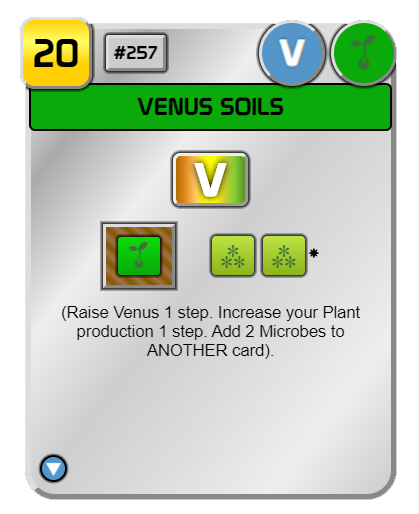 20
#257
V
VENUS SOILS
V
*
(Raise Venus 1 step. Increase your Plant
production 1 step. Add 2 Microbes to
ANOTHER card).